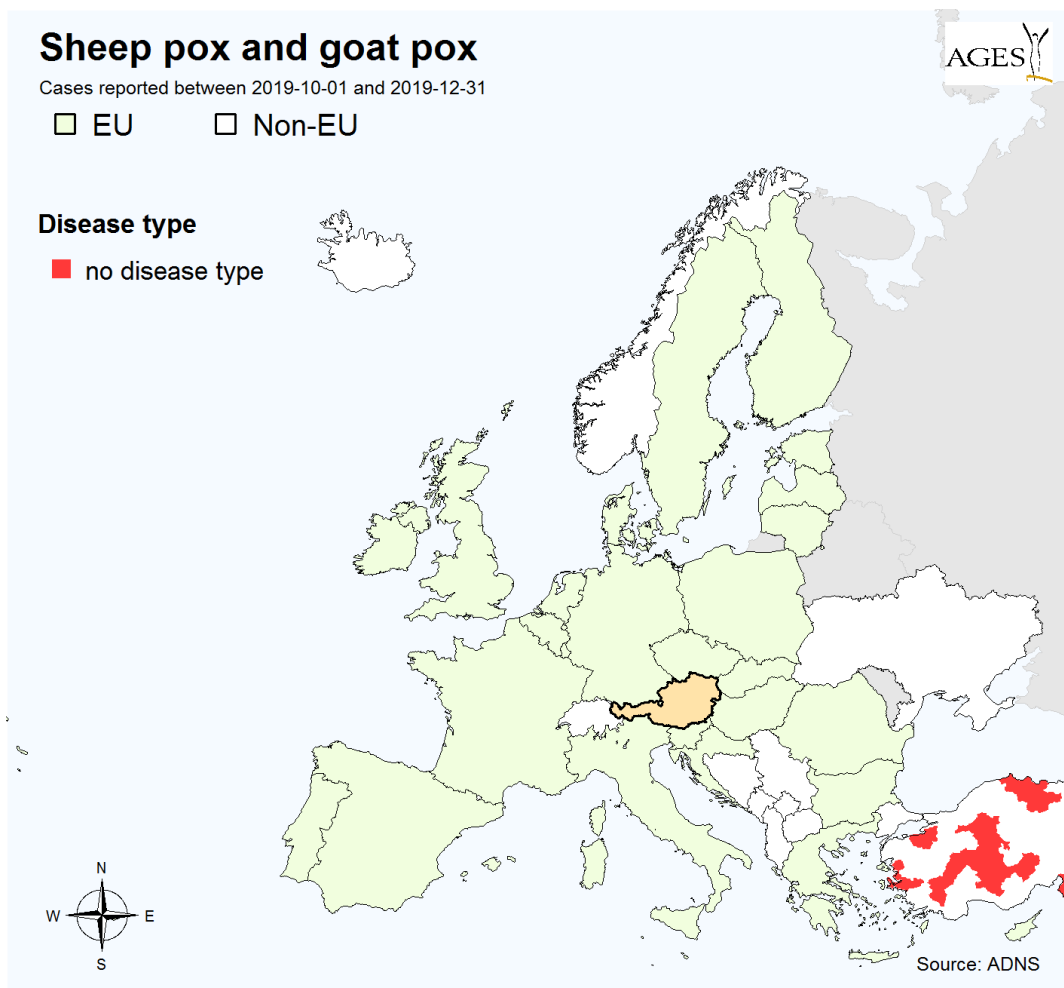 Sheep pox and goat pox
Cases reported between 2019-10-01 and 2019-12-31
EU Non-EU
AGES
Disease type
no disease type
N
W E
S
Source: ADNS